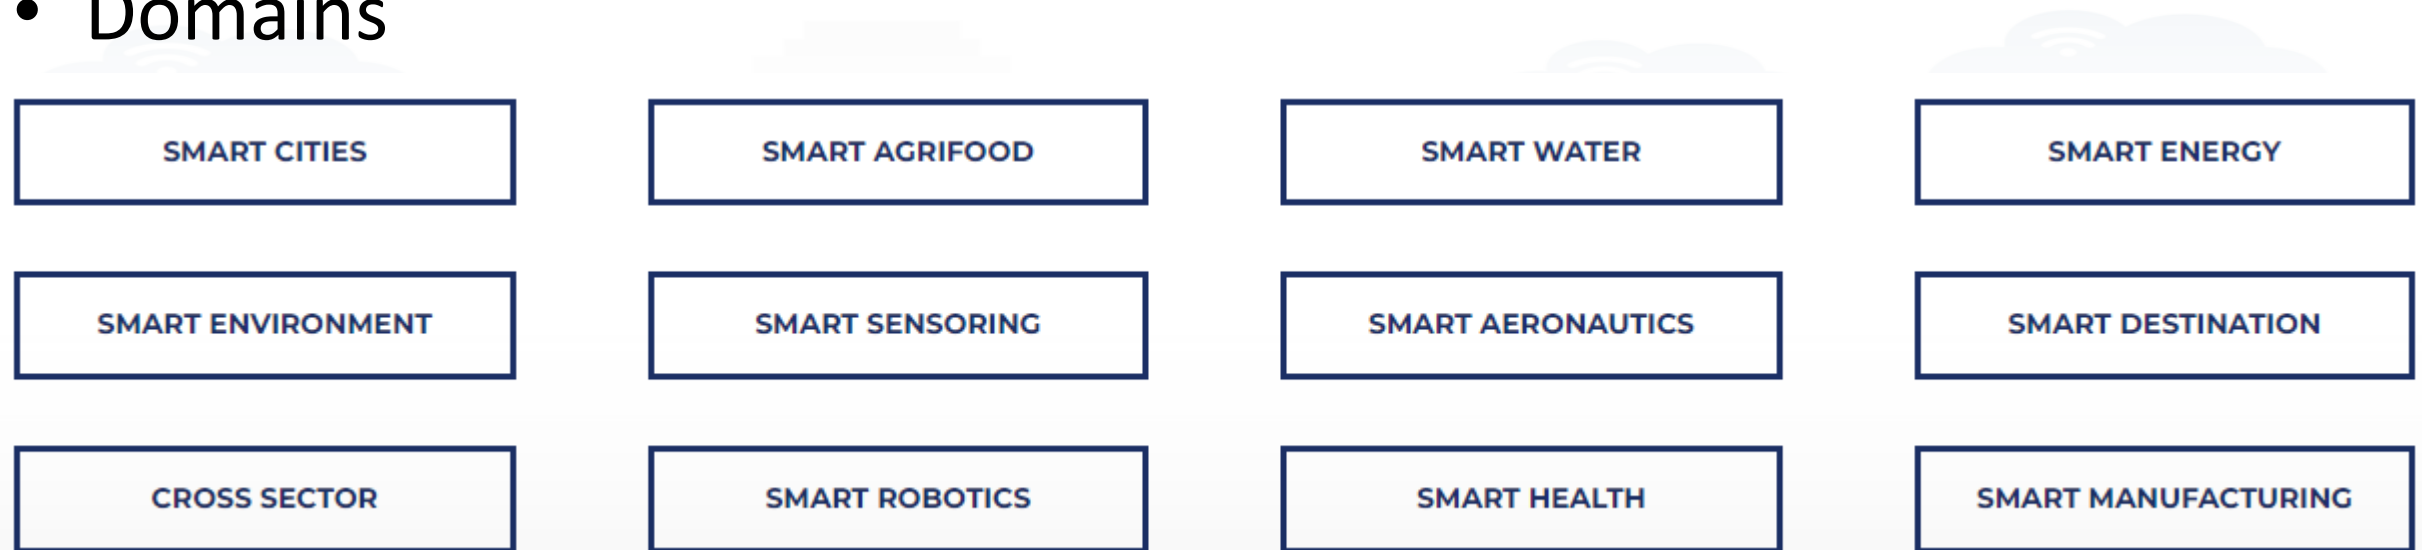 • Domains
SMART CITIES
SMART AGRIFOOD
SMART WATER
SMART ENERGY
SMART ENVIRONMENT
SMART SENSORING
SMART AERONAUTICS
SMART DESTINATION
CROSS SECTOR
SMART ROBOTICS
SMART HEALTH
SMART MANUFACTURING